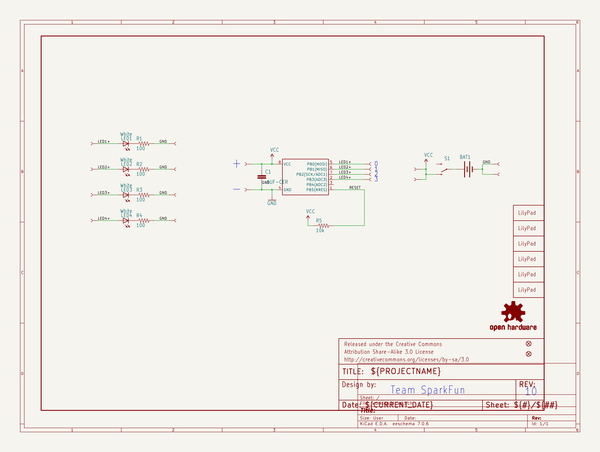 White
LED1
R1
LED1+
GND
100
White
LED2
R2
LED2+
GND
100
White
LED3
R3
LED3+
GND
100
White
LED4
R4
LED4+
GND
100
VCC
+
-
C1
GND
VCC
GND
PB0(MOSI)
PB1(MISO)
PB2(SCK/ADC1)
PB3(ADC3)
PB4(ADC2)
LED1+
LED2+
LED3+
LED4+
0
1
2
3
RESET
VCC
R5
10k
VCC
S1
BAT1
GND
LilyPad
LilyPad
LilyPad
LilyPad
LilyPad
LilyPad
open hardware
Released under the Creative Commons
Attribution Share-Alike 3.0 License
http://creativecommons.org/licenses/by-sa/3.0
TITLE: ${PROJECTNAME}
Design by:
Team SparkFun
REV:
10
Sheet: /
Date: ${CURRENT_DATE}
Sheet: ${#}/${##}
Title:
Size: User
Date:
Rev:
KiCad E.D.A. eeschema 7.0.6
Id: 1/1